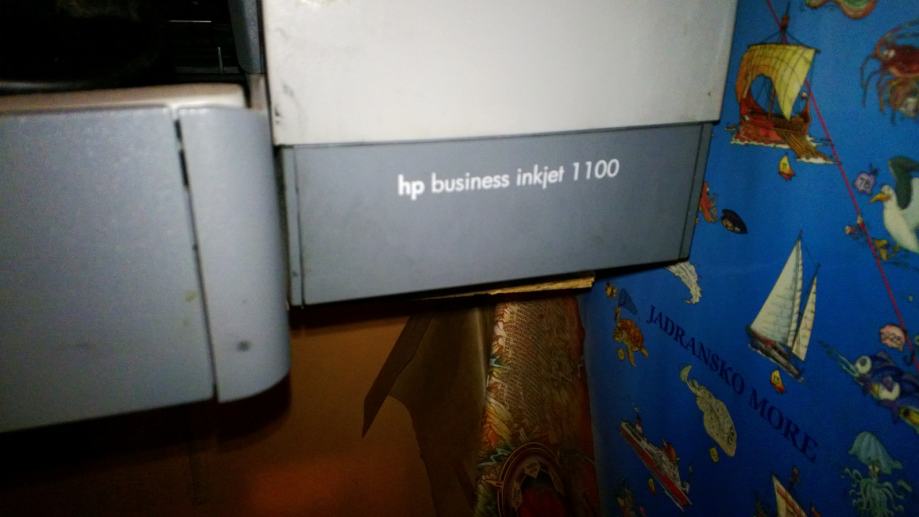 hp business inkjet 1100
JADRANSKO MORE